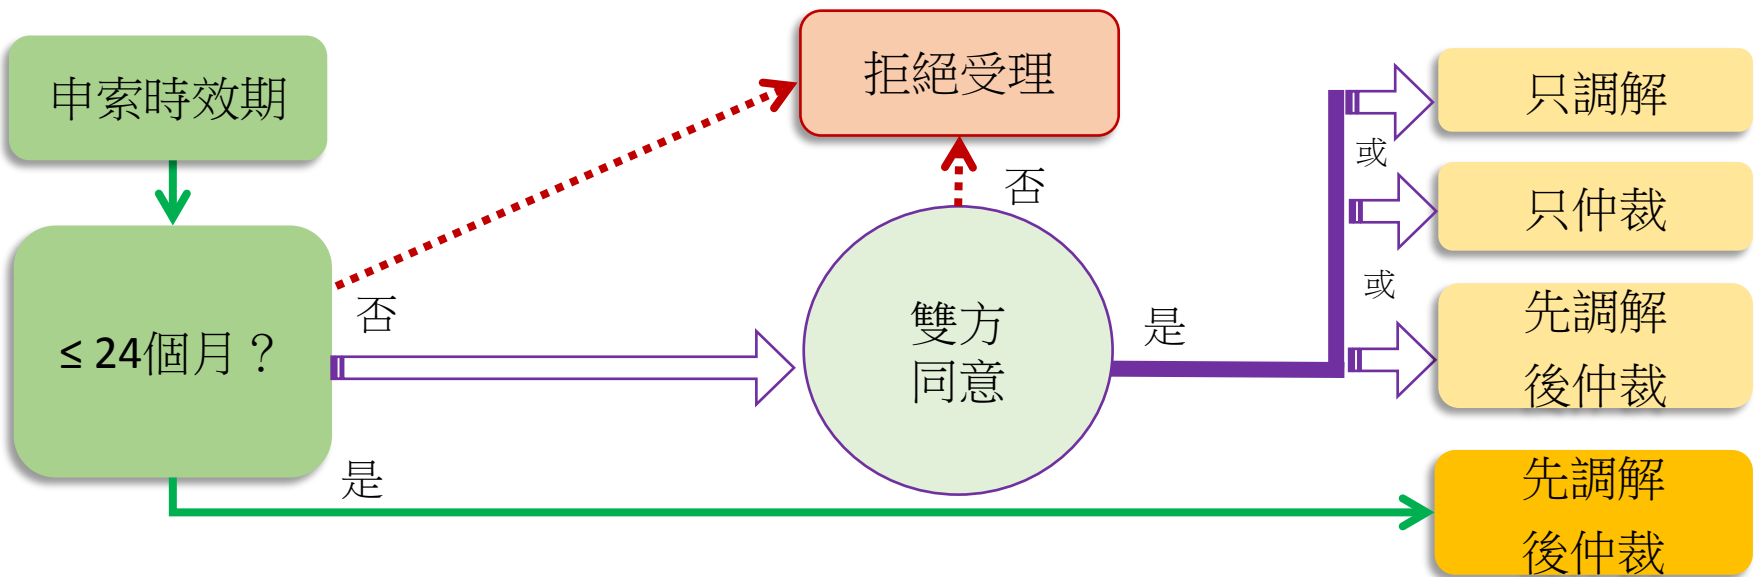 申索時效期
≤ 24個月？
否
是
拒絕受理
否
雙方
同意
是
只調解
或
只仲裁
或
先調解
後仲裁
先調解
後仲裁